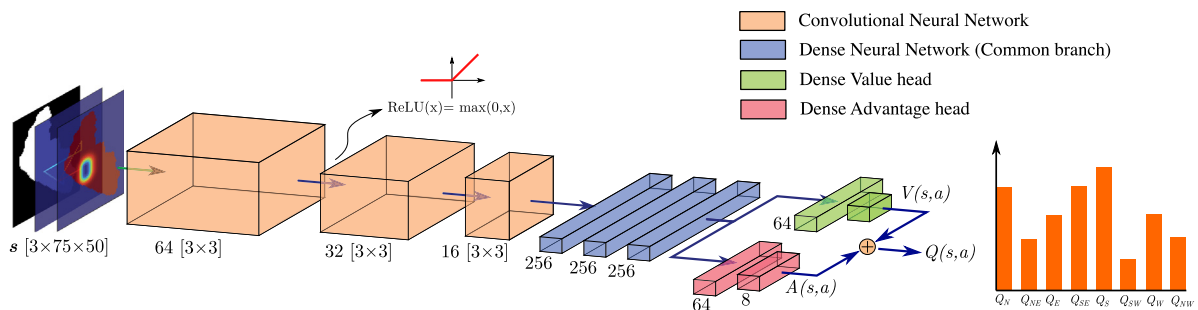 Convolutional Neural Network
Dense Neural Network (Common branch)
Dense Value head
Dense Advantage head
ReLU(x)= max(0,x)
s [3×75×50]
64 [3×3]
32 [3×3]
16 [3×3]
256
256
256
64
V(s,a)
64
8
A(s,a)
Q(s,a)
Q_N Q_NE Q_E Q_SE Q_S Q_SW Q_W Q_NW